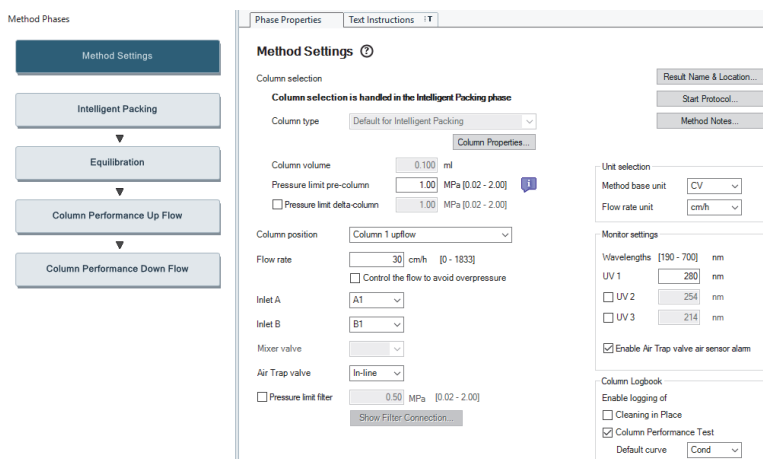 Method Phases
Method Settings
Intelligent Packing
Equilibration
Column Performance Up Flow
Column Performance Down Flow
Phase Properties
Text Instructions
T
Method Settings ?
Column selection
Column selection is handled in the Intelligent Packing phase
Column type Default for Intelligent Packing
Column Properties...
Column volume 0.100 ml
Pressure limit pre-column 1.00 MPa [0.02 - 2.00] i
Pressure limit delta-column 1.00 MPa [0.02 - 2.00]
Column position Column 1 upflow
Flow rate 30 cm/h [0 - 1833]
Control the flow to avoid overpressure
Inlet A A1
Inlet B B1
Mixer valve
Air Trap valve In-line
Pressure limit filter 0.50 MPa [0.02 - 2.00]
Show Filter Connection...
Result Name & Location...
Start Protocol...
Method Notes...
Unit selection
Method base unit CV
Flow rate unit cm/h
Monitor settings
Wavelengths [190 - 700] nm
UV 1 280 nm
UV 2 254 nm
UV 3 214 nm
Enable Air Trap valve air sensor alarm
Column Logbook
Enable logging of
Cleaning in Place
Column Performance Test
Default curve Cond